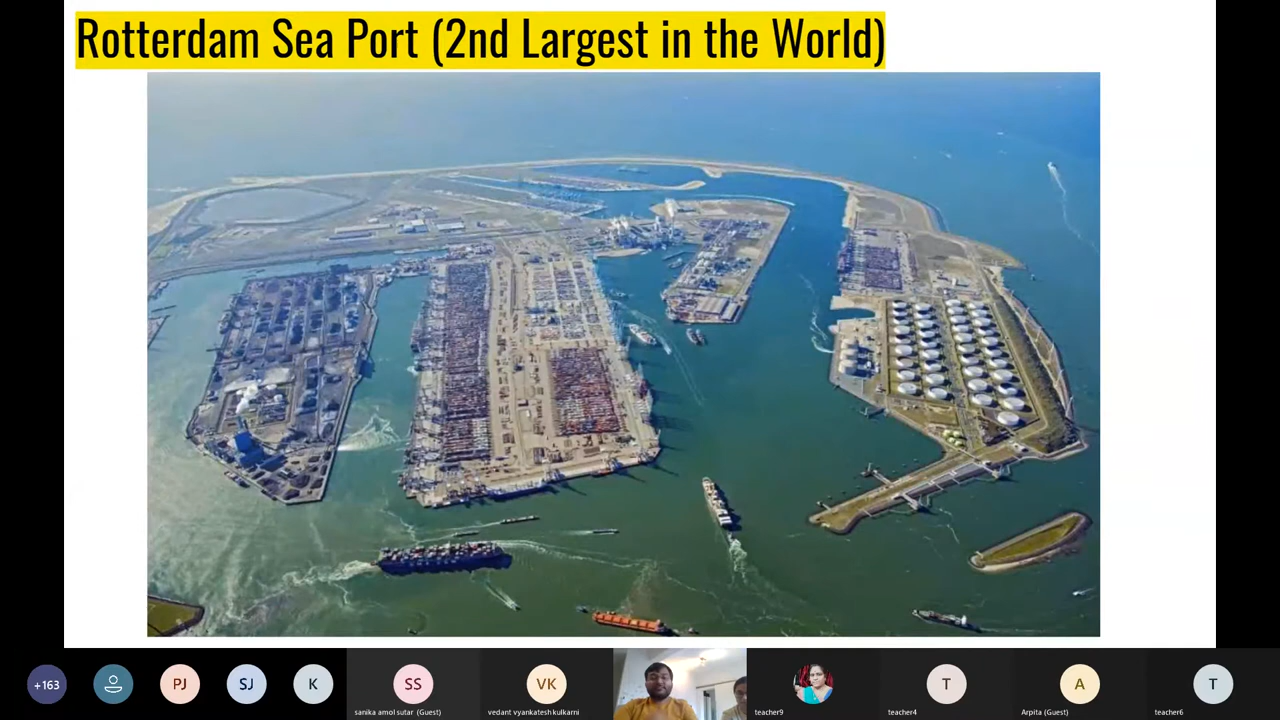 Rotterdam Sea Port (2nd Largest in the World)
+163
PJ
SJ
K
SS
sanika amol sutar (Guest)
VK
vedant vyankatesh kulkarni
teacher9
T
teacher4
A
Arpita (Guest)
T
teacher6